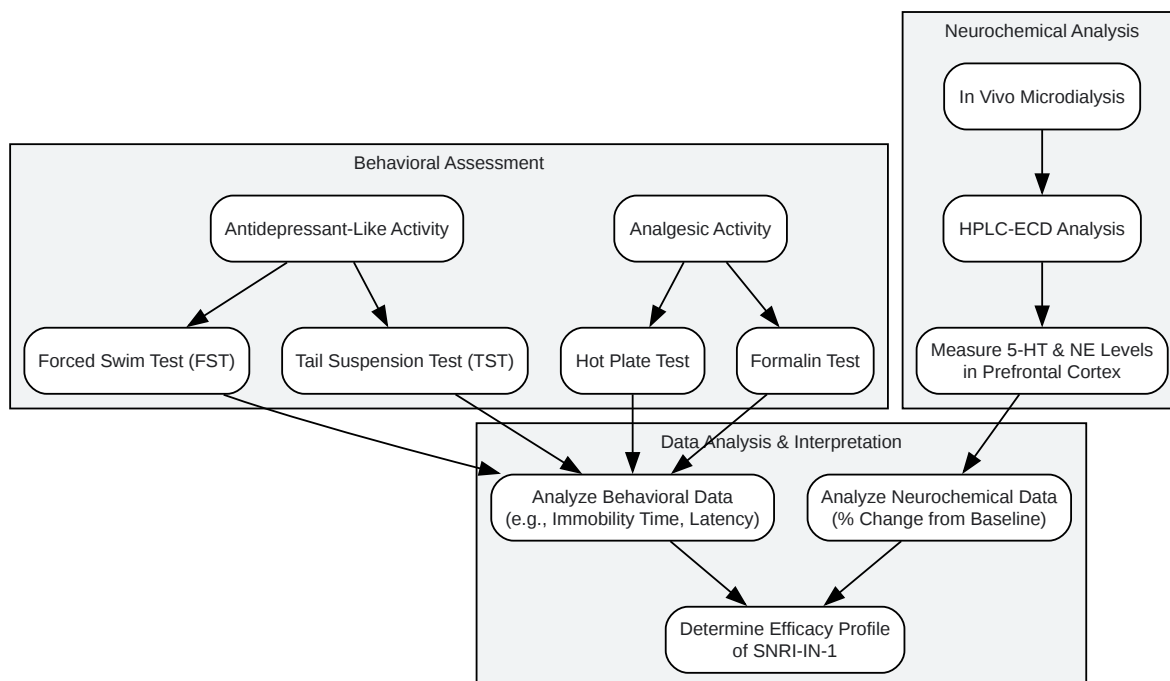 Neurochemical Analysis
In Vivo Microdialysis
HPLC-ECD Analysis
Measure 5-HT & NE Levels
in Prefrontal Cortex
Behavioral Assessment
Antidepressant-Like Activity
Analgesic Activity
Forced Swim Test (FST)
Tail Suspension Test (TST)
Hot Plate Test
Formalin Test
Data Analysis & Interpretation
Analyze Behavioral Data
(e.g., Immobility Time, Latency)
Analyze Neurochemical Data
(% Change from Baseline)
Determine Efficacy Profile
of SNRI-IN-1